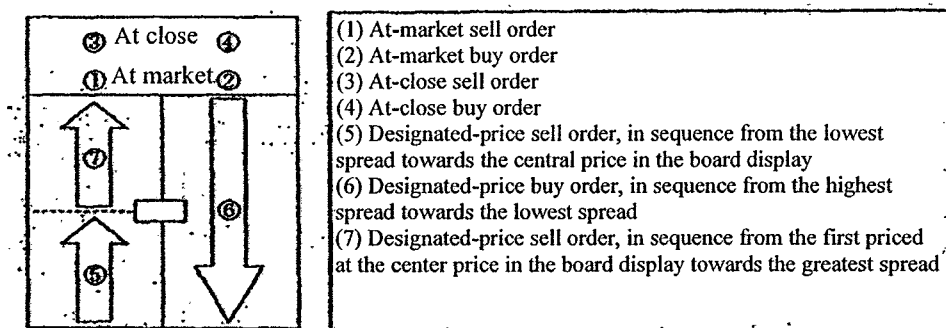 ③ At close ④
① At market ②
⑦
⑥
⑤
(1) At-market sell order
(2) At-market buy order
(3) At-close sell order
(4) At-close buy order
(5) Designated-price sell order, in sequence from the lowest
spread towards the central price in the board display
(6) Designated-price buy order, in sequence from the highest
spread towards the lowest spread
(7) Designated-price sell order, in sequence from the first priced
at the center price in the board display towards the greatest spread